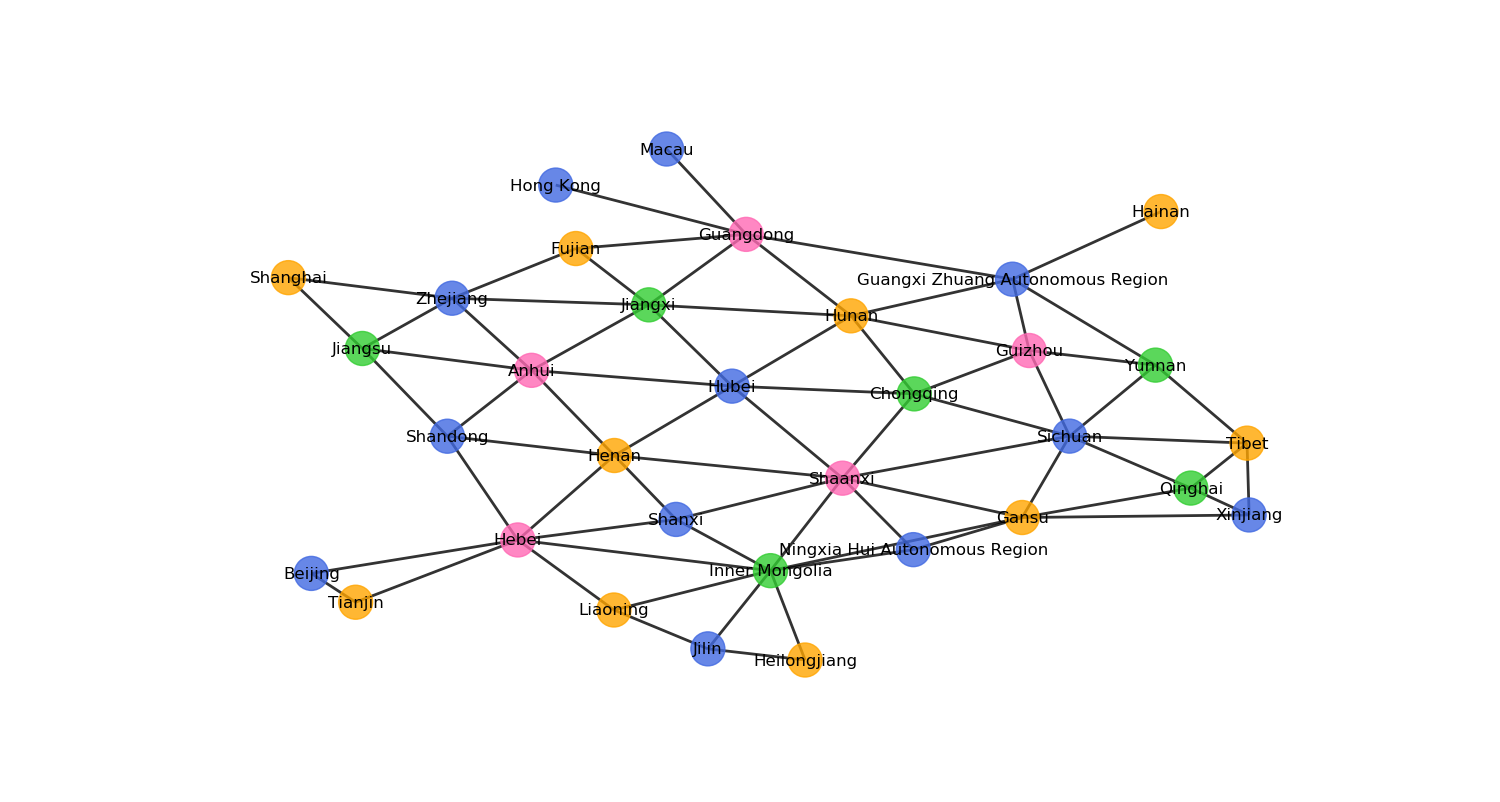 Macau
Hong Kong
Hainan
Guangdong
Fujian
Shanghai
Guangxi Zhuang Autonomous Region
Zhejiang
Jiangxi
Hunan
Jiangsu
Guizhou
Yunnan
Anhui
Hubei
Chongqing
Shandong
Sichuan
Tibet
Henan
Shaanxi
Qinghai
Xinjiang
Gansu
Shanxi
Hebei
Ningxia Hui Autonomous Region
Inner Mongolia
Beijing
Tianjin
Liaoning
Jilin
Heilongjiang